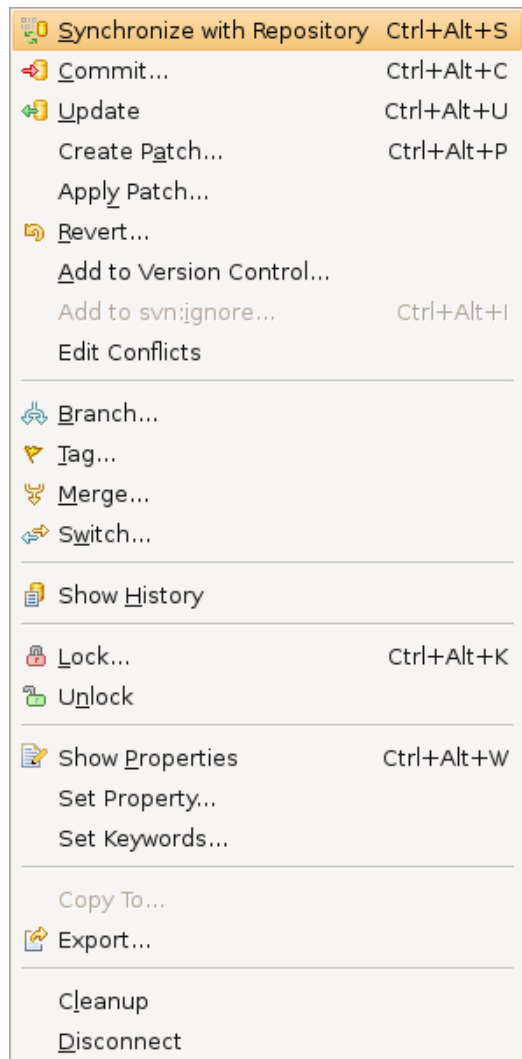 Synchronize with Repository Ctrl+Alt+S
Commit... Ctrl+Alt+C
Update Ctrl+Alt+U
Create Patch... Ctrl+Alt+P
Apply Patch...
Revert...
Add to Version Control...
Add to svn:ignore... Ctrl+Alt+I
Edit Conflicts
Branch...
Tag...
Merge...
Switch...
Show History
Lock... Ctrl+Alt+K
Unlock
Show Properties Ctrl+Alt+W
Set Property...
Set Keywords...
Copy To...
Export...
Cleanup
Disconnect